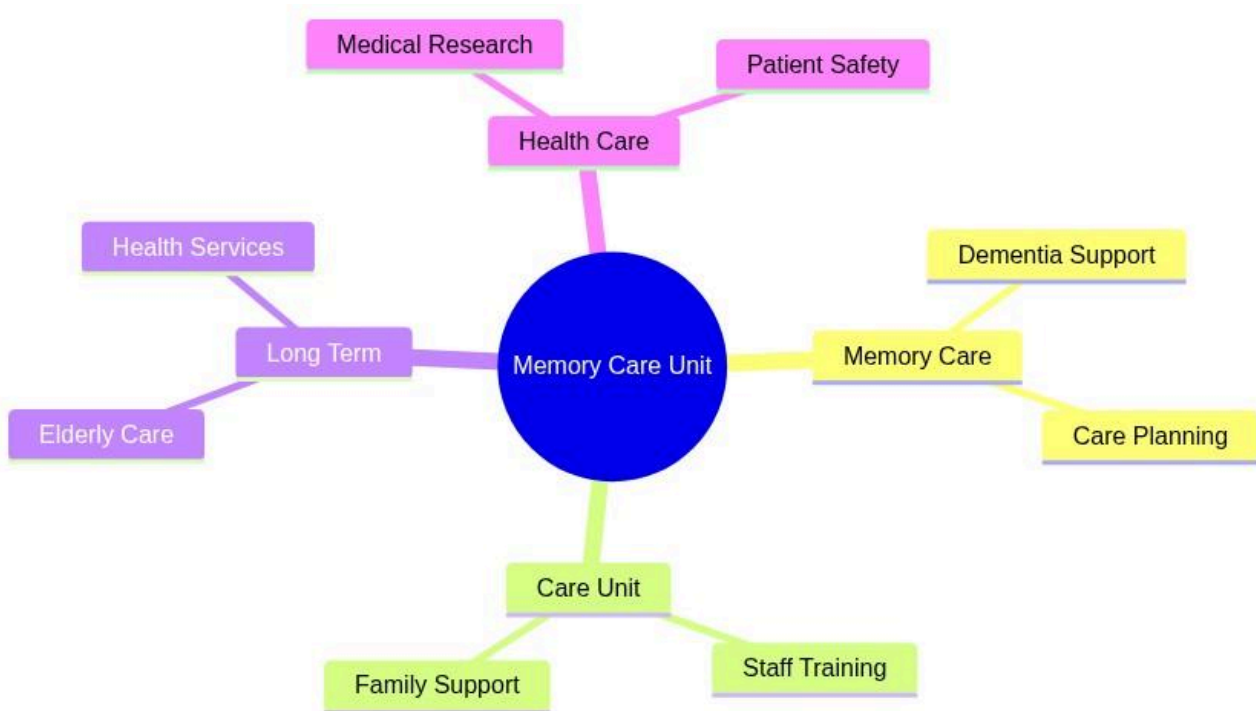 Medical Research
Patient Safety
Health Care
Health Services
Dementia Support
Long Term
Memory Care Unit
Memory Care
Elderly Care
Care Planning
Care Unit
Family Support
Staff Training